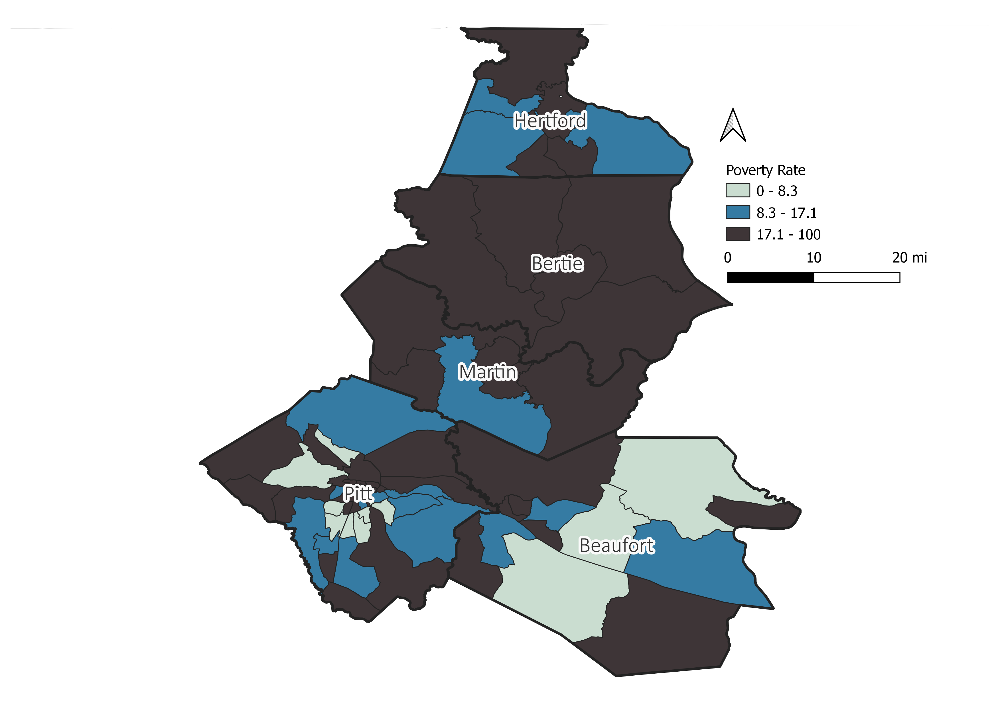 Hertford
Poverty Rate
0 - 8.3
8.3 - 17.1
17.1 - 100
0 10 20 mi
Bertie
Martin
Pitt
Beaufort